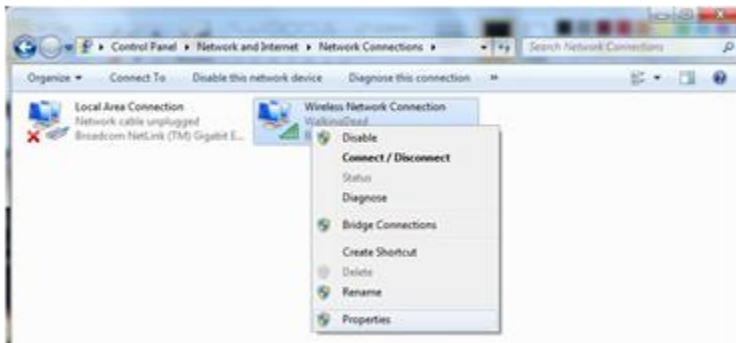 Control Panel ▸ Network and Internet ▸ Network Connections ▸
Search Network Connections
Organize
Connect To
Disable this network device
Diagnose this connection
»
Local Area Connection
Network cable unplugged
Broadcom NetLink (TM) Gigabit E...
Wireless Network Connection
WalkingDead
Disable
Connect / Disconnect
Status
Diagnose
Bridge Connections
Create Shortcut
Delete
Rename
Properties